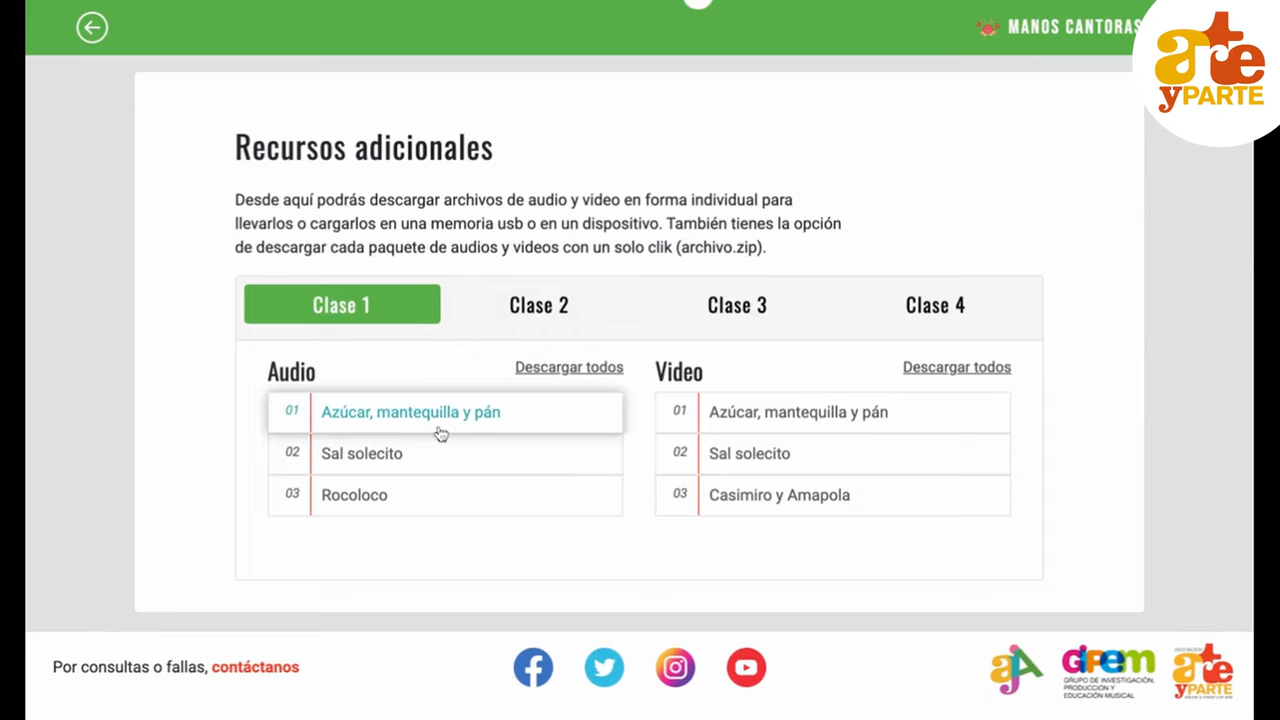 MANOS CANTORAS
arte
yPARTE
Recursos adicionales
Desde aquí podrás descargar archivos de audio y video en forma individual para
llevarlos o cargarlos en una memoria usb o en un dispositivo. También tienes la opción
de descargar cada paquete de audios y videos con un solo clik (archivo.zip).
Clase 1
Clase 2
Clase 3
Clase 4
Audio
Descargar todos
01 Azúcar, mantequilla y pán
02 Sal solecito
03 Rocoloco
Video
Descargar todos
01 Azúcar, mantequilla y pán
02 Sal solecito
03 Casimiro y Amapola
Por consultas o fallas, contáctanos
GIPEM
GRUPO DE INVESTIGACIÓN,
PRODUCCIÓN Y
EDUCACIÓN MUSICAL
arte
yPARTE